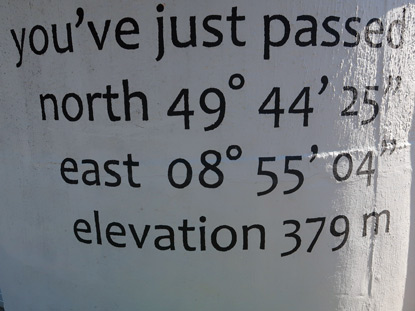 you've just passed
north 49° 44' 25"
east 08° 55' 04"
elevation 379 m